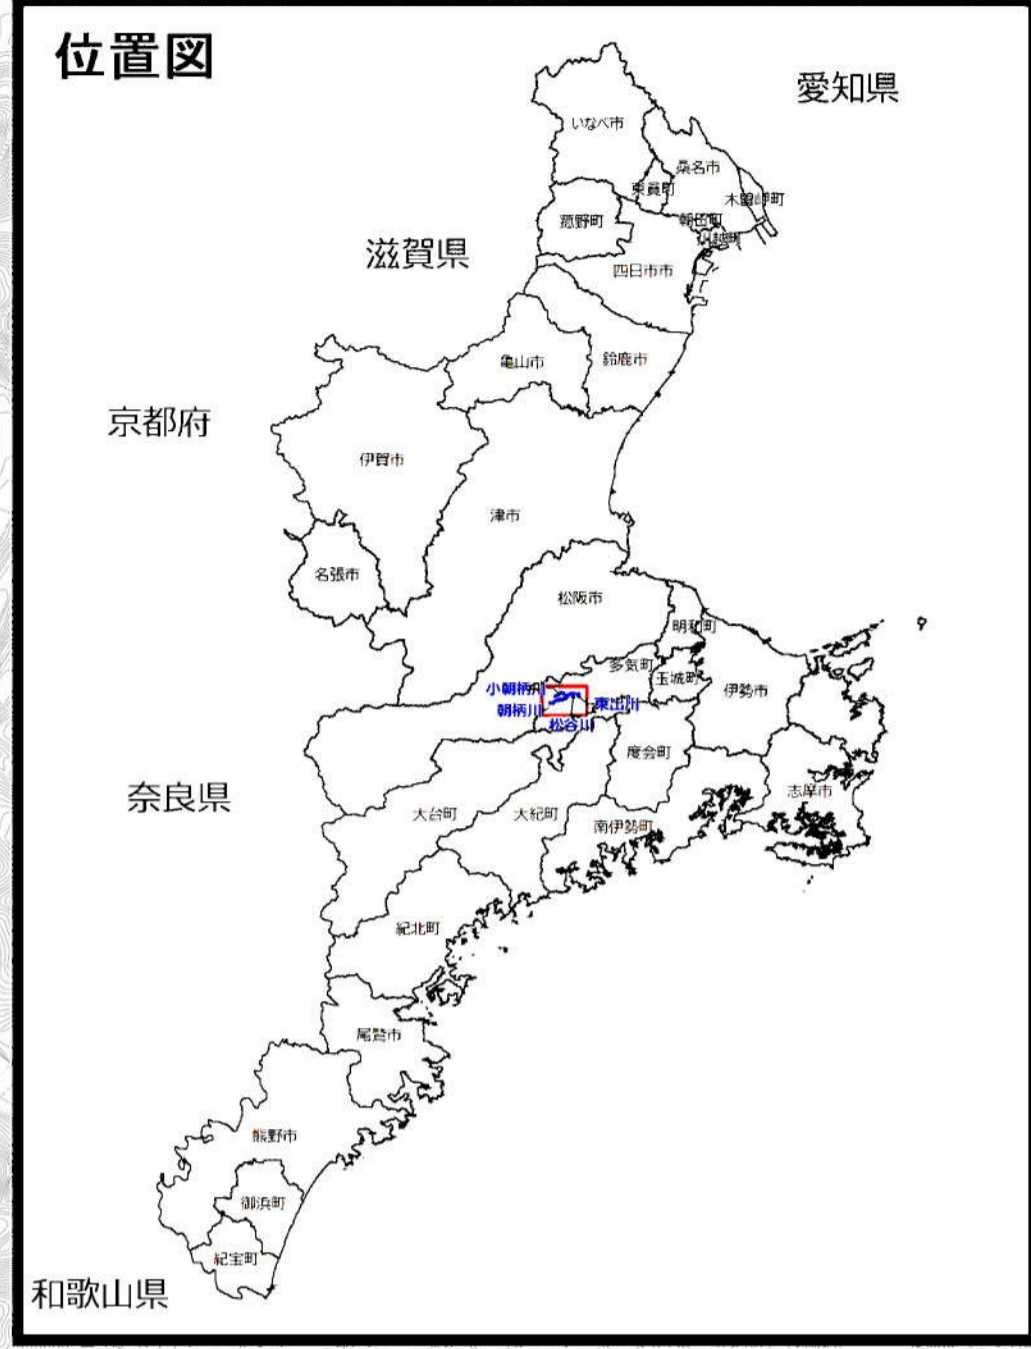 位置図
愛知県
いなべ市
桑名市
東員町
木曽岬町
菰野町
朝日町
川越町
滋賀県
四日市市
亀山市
鈴鹿市
京都府
伊賀市
津市
名張市
松阪市
明和町
多気町
玉城町
小朝柄川
伊勢市
東出川
朝柄川
松谷川
度会町
奈良県
志摩市
大台町
大紀町
南伊勢町
紀北町
尾鷲市
熊野市
御浜町
紀宝町
和歌山県